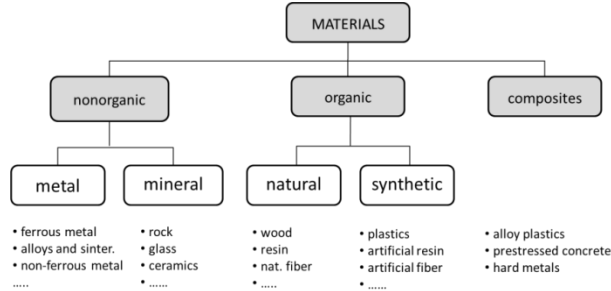 MATERIALS
nonorganic
organic
composites
metal
mineral
natural
synthetic
• ferrous metal
• alloys and sinter.
• non-ferrous metal
…..
• rock
• glass
• ceramics
• ……
• wood
• resin
• nat. fiber
• …..
• plastics
• artificial resin
• artificial fiber
• ……
• alloy plastics
• prestressed concrete
• hard metals